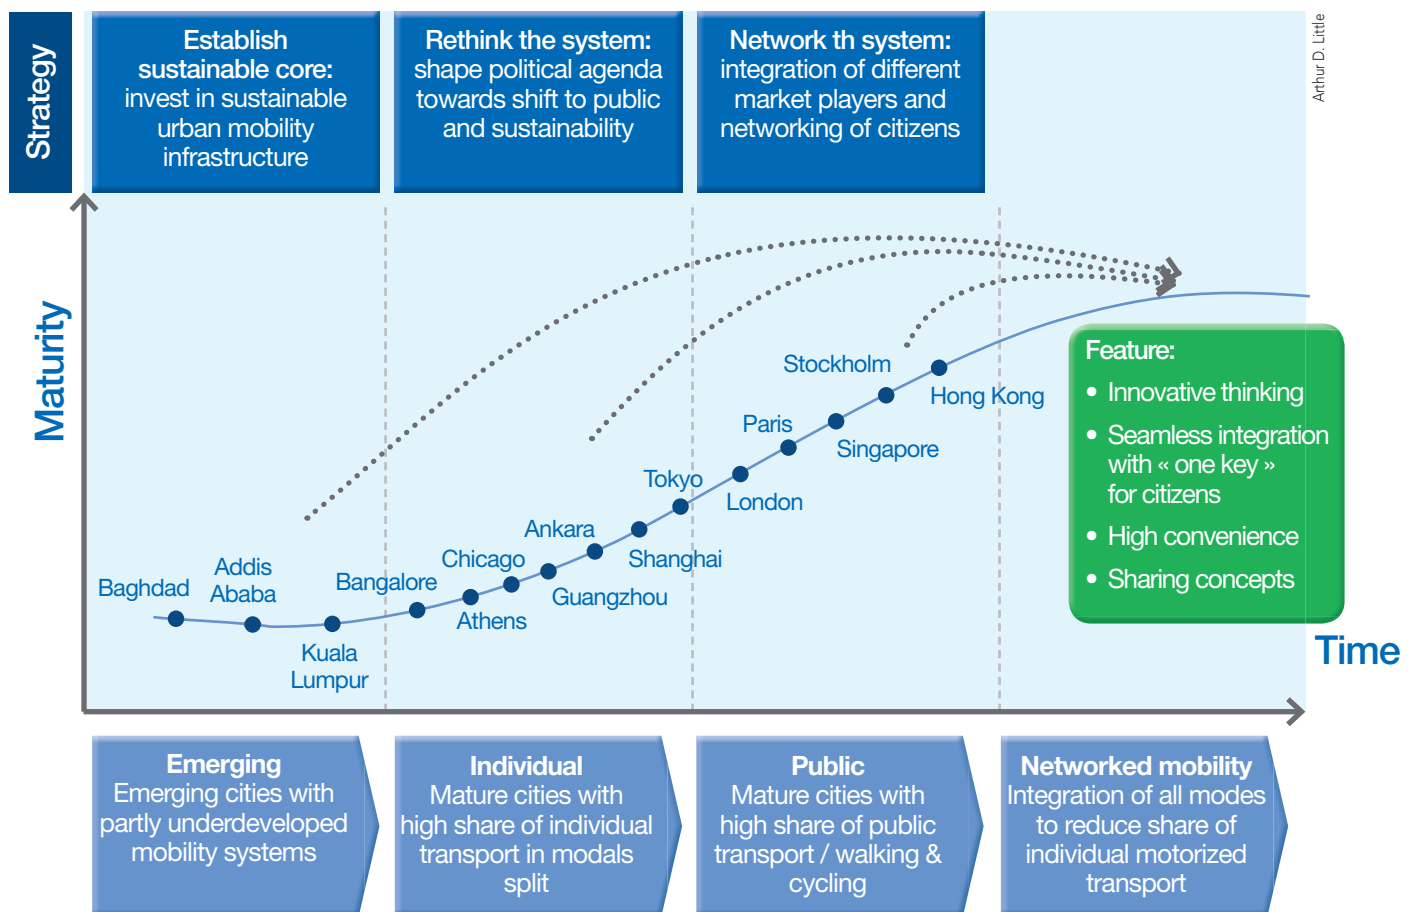 Strategy
Establish
sustainable core:
invest in sustainable
urban mobility
infrastructure
Rethink the system:
shape political agenda
towards shift to public
and sustainability
Network th system:
integration of different
market players and
networking of citizens
Arthur D. Little
Maturity
Baghdad
Addis
Ababa
Kuala
Lumpur
Bangalore
Athens
Chicago
Guangzhou
Ankara
Shanghai
Tokyo
London
Paris
Singapore
Stockholm
Hong Kong
Feature:
• Innovative thinking
• Seamless integration
with « one key »
for citizens
• High convenience
• Sharing concepts
Time
Emerging
Emerging cities with
partly underdeveloped
mobility systems
Individual
Mature cities with
high share of individual
transport in modals
split
Public
Mature cities with
high share of public
transport / walking &
cycling
Networked mobility
Integration of all modes
to reduce share of
individual motorized
transport